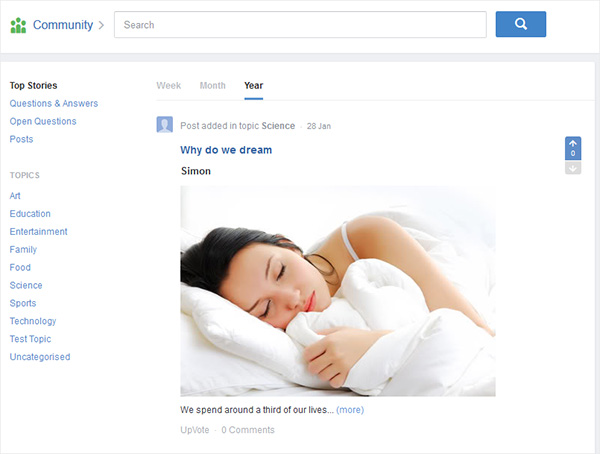 Community
Search
Top Stories
Questions & Answers
Open Questions
Posts
TOPICS
Art
Education
Entertainment
Family
Food
Science
Sports
Technology
Test Topic
Uncategorised
Week Month Year
Post added in topic Science · 28 Jan
Why do we dream
0
Simon
We spend around a third of our lives... (more)
UpVote · 0 Comments